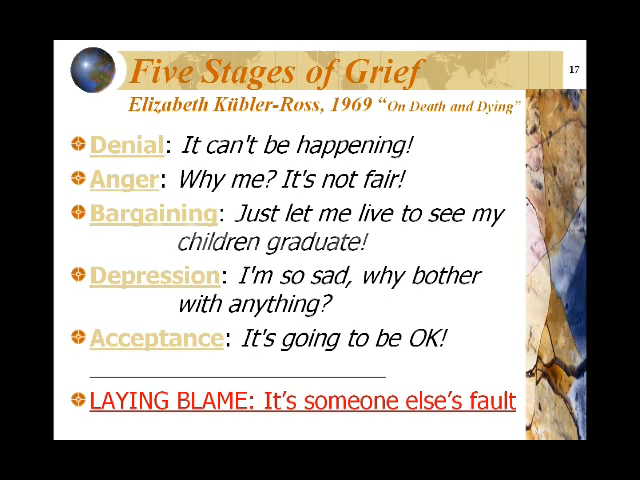 Five Stages of Grief
17
Elizabeth Kübler-Ross, 1969 “On Death and Dying”
Denial: It can't be happening!
Anger: Why me? It's not fair!
Bargaining: Just let me live to see my
children graduate!
Depression: I'm so sad, why bother
with anything?
Acceptance: It's going to be OK!
LAYING BLAME: It’s someone else’s fault